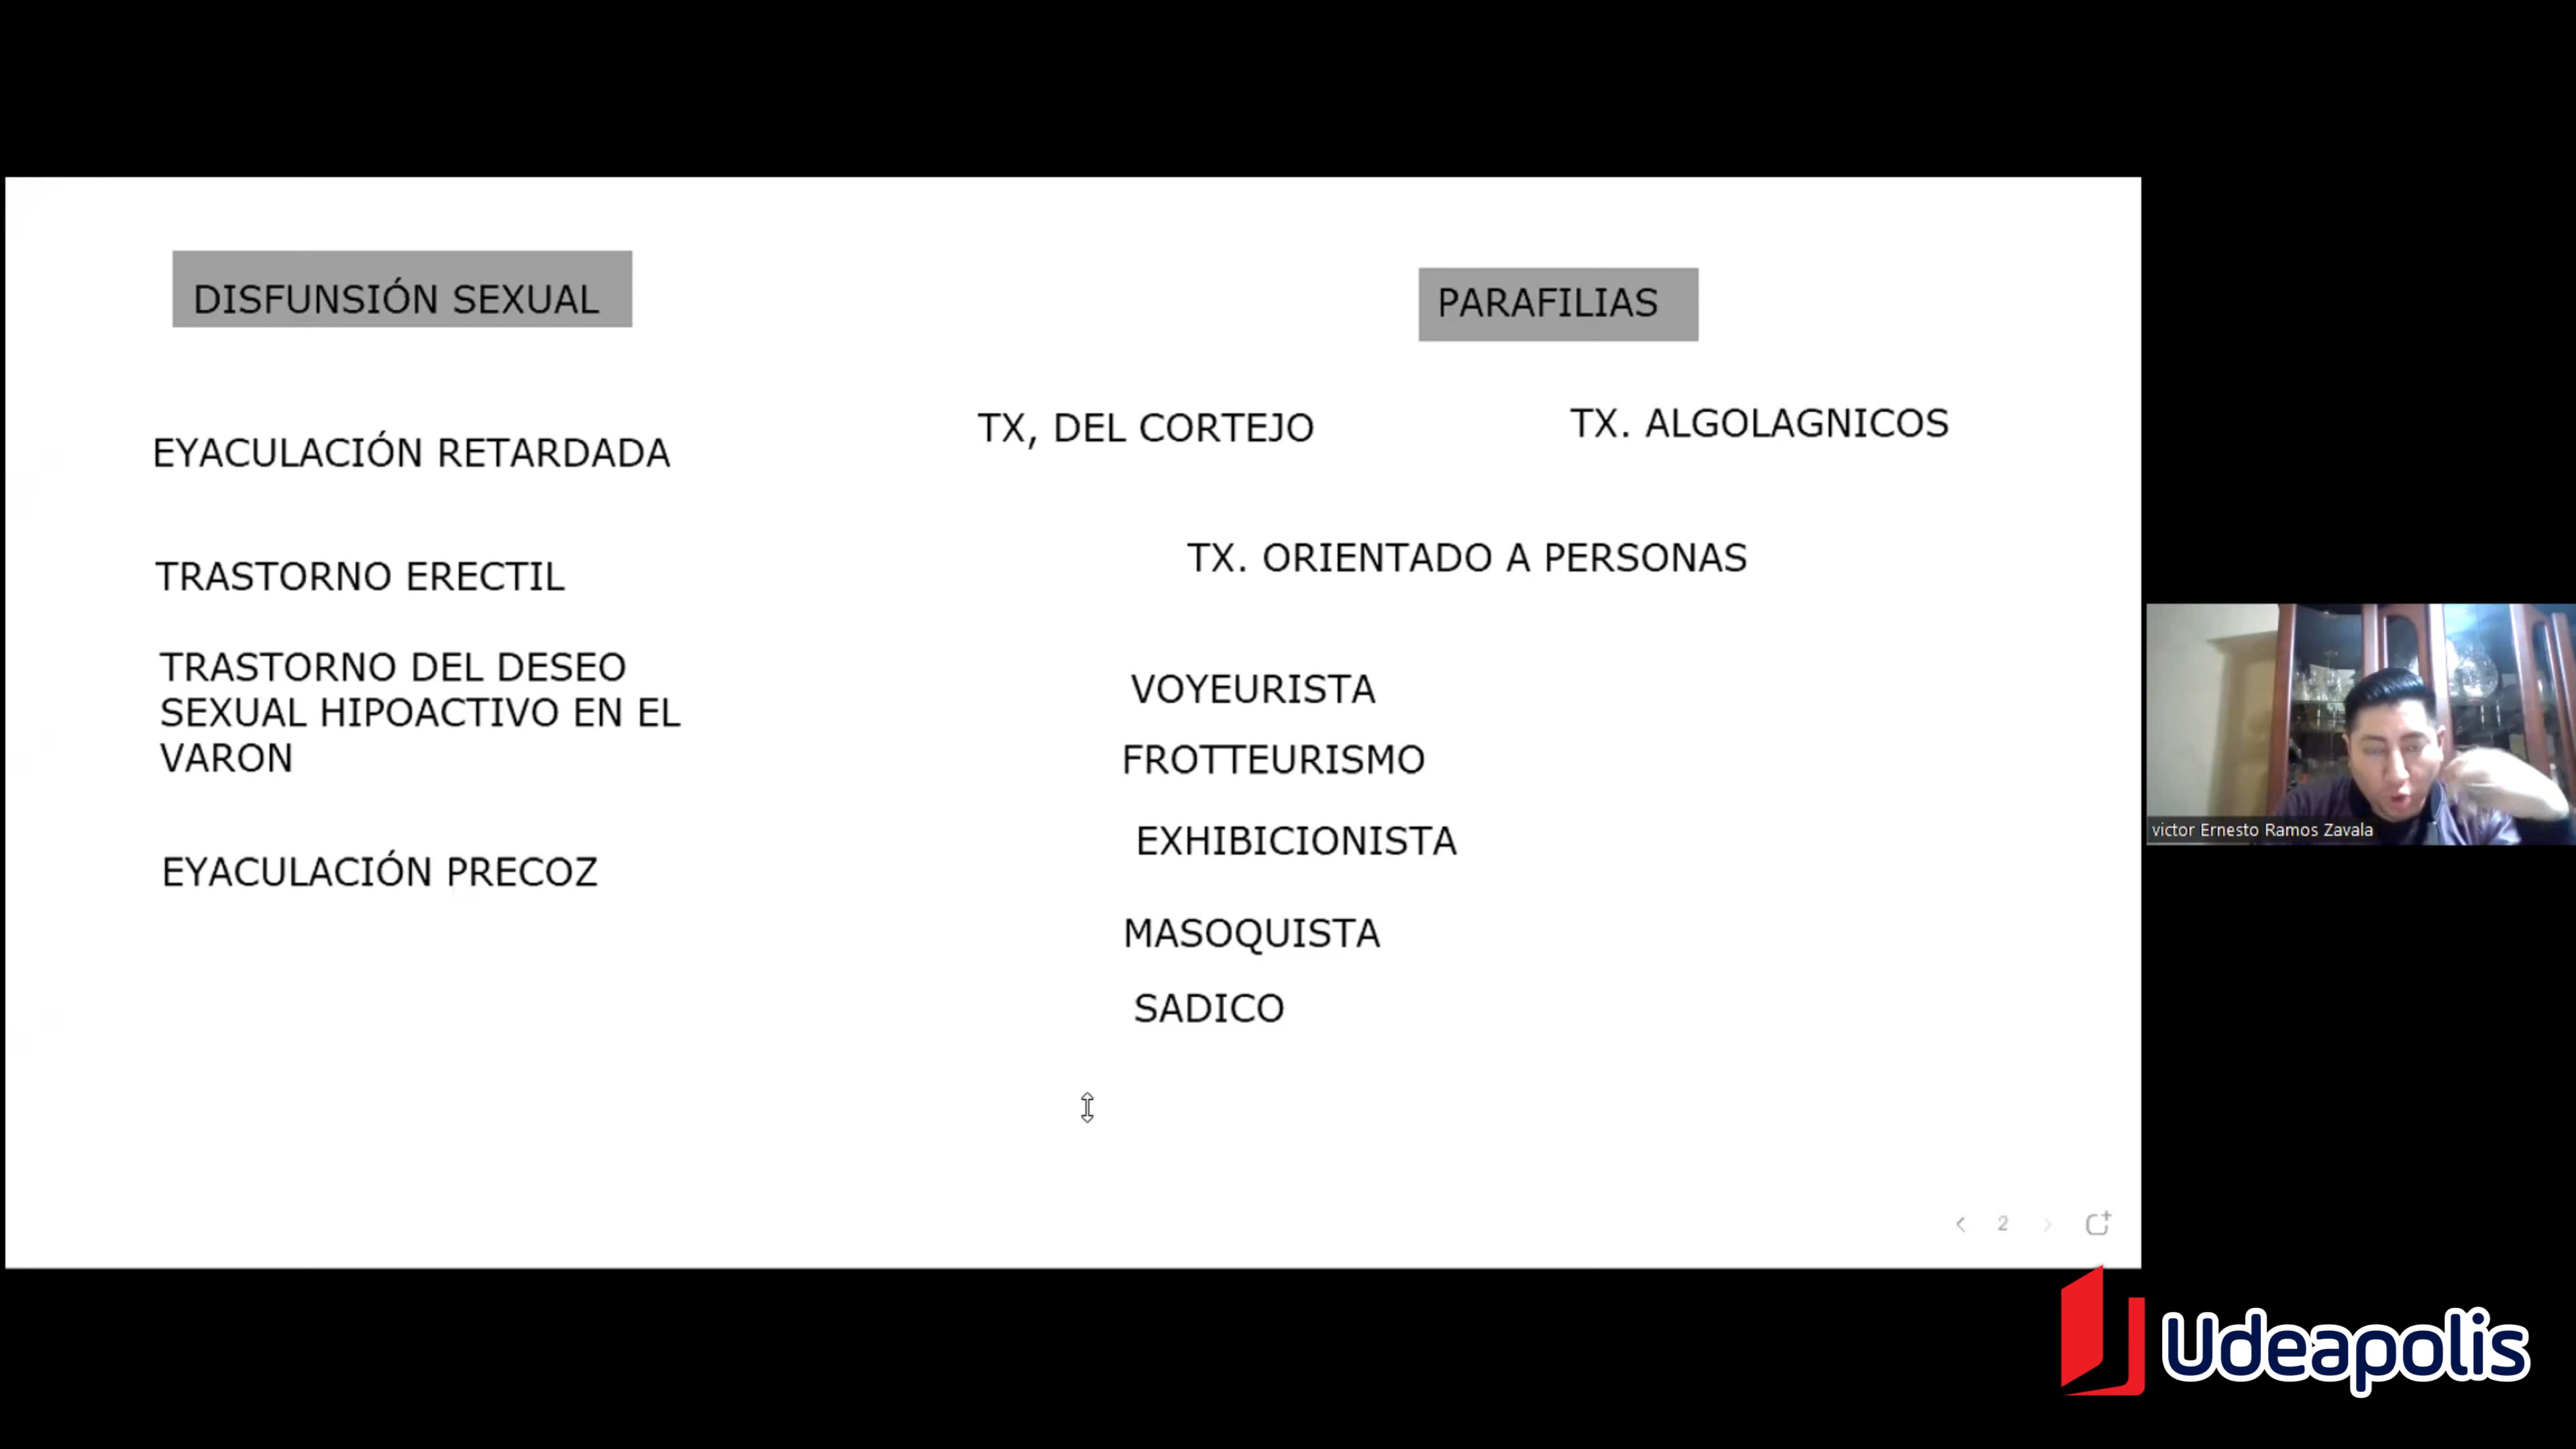 DISFUNSIÓN SEXUAL
EYACULACIÓN RETARDADA
TRASTORNO ERECTIL
TRASTORNO DEL DESEO
SEXUAL HIPOACTIVO EN EL
VARON
EYACULACIÓN PRECOZ
PARAFILIAS
TX, DEL CORTEJO
TX. ALGOLAGNICOS
TX. ORIENTADO A PERSONAS
VOYEURISTA
FROTTEURISMO
EXHIBICIONISTA
MASOQUISTA
SADICO
2
victor Ernesto Ramos Zavala
Udeapolis